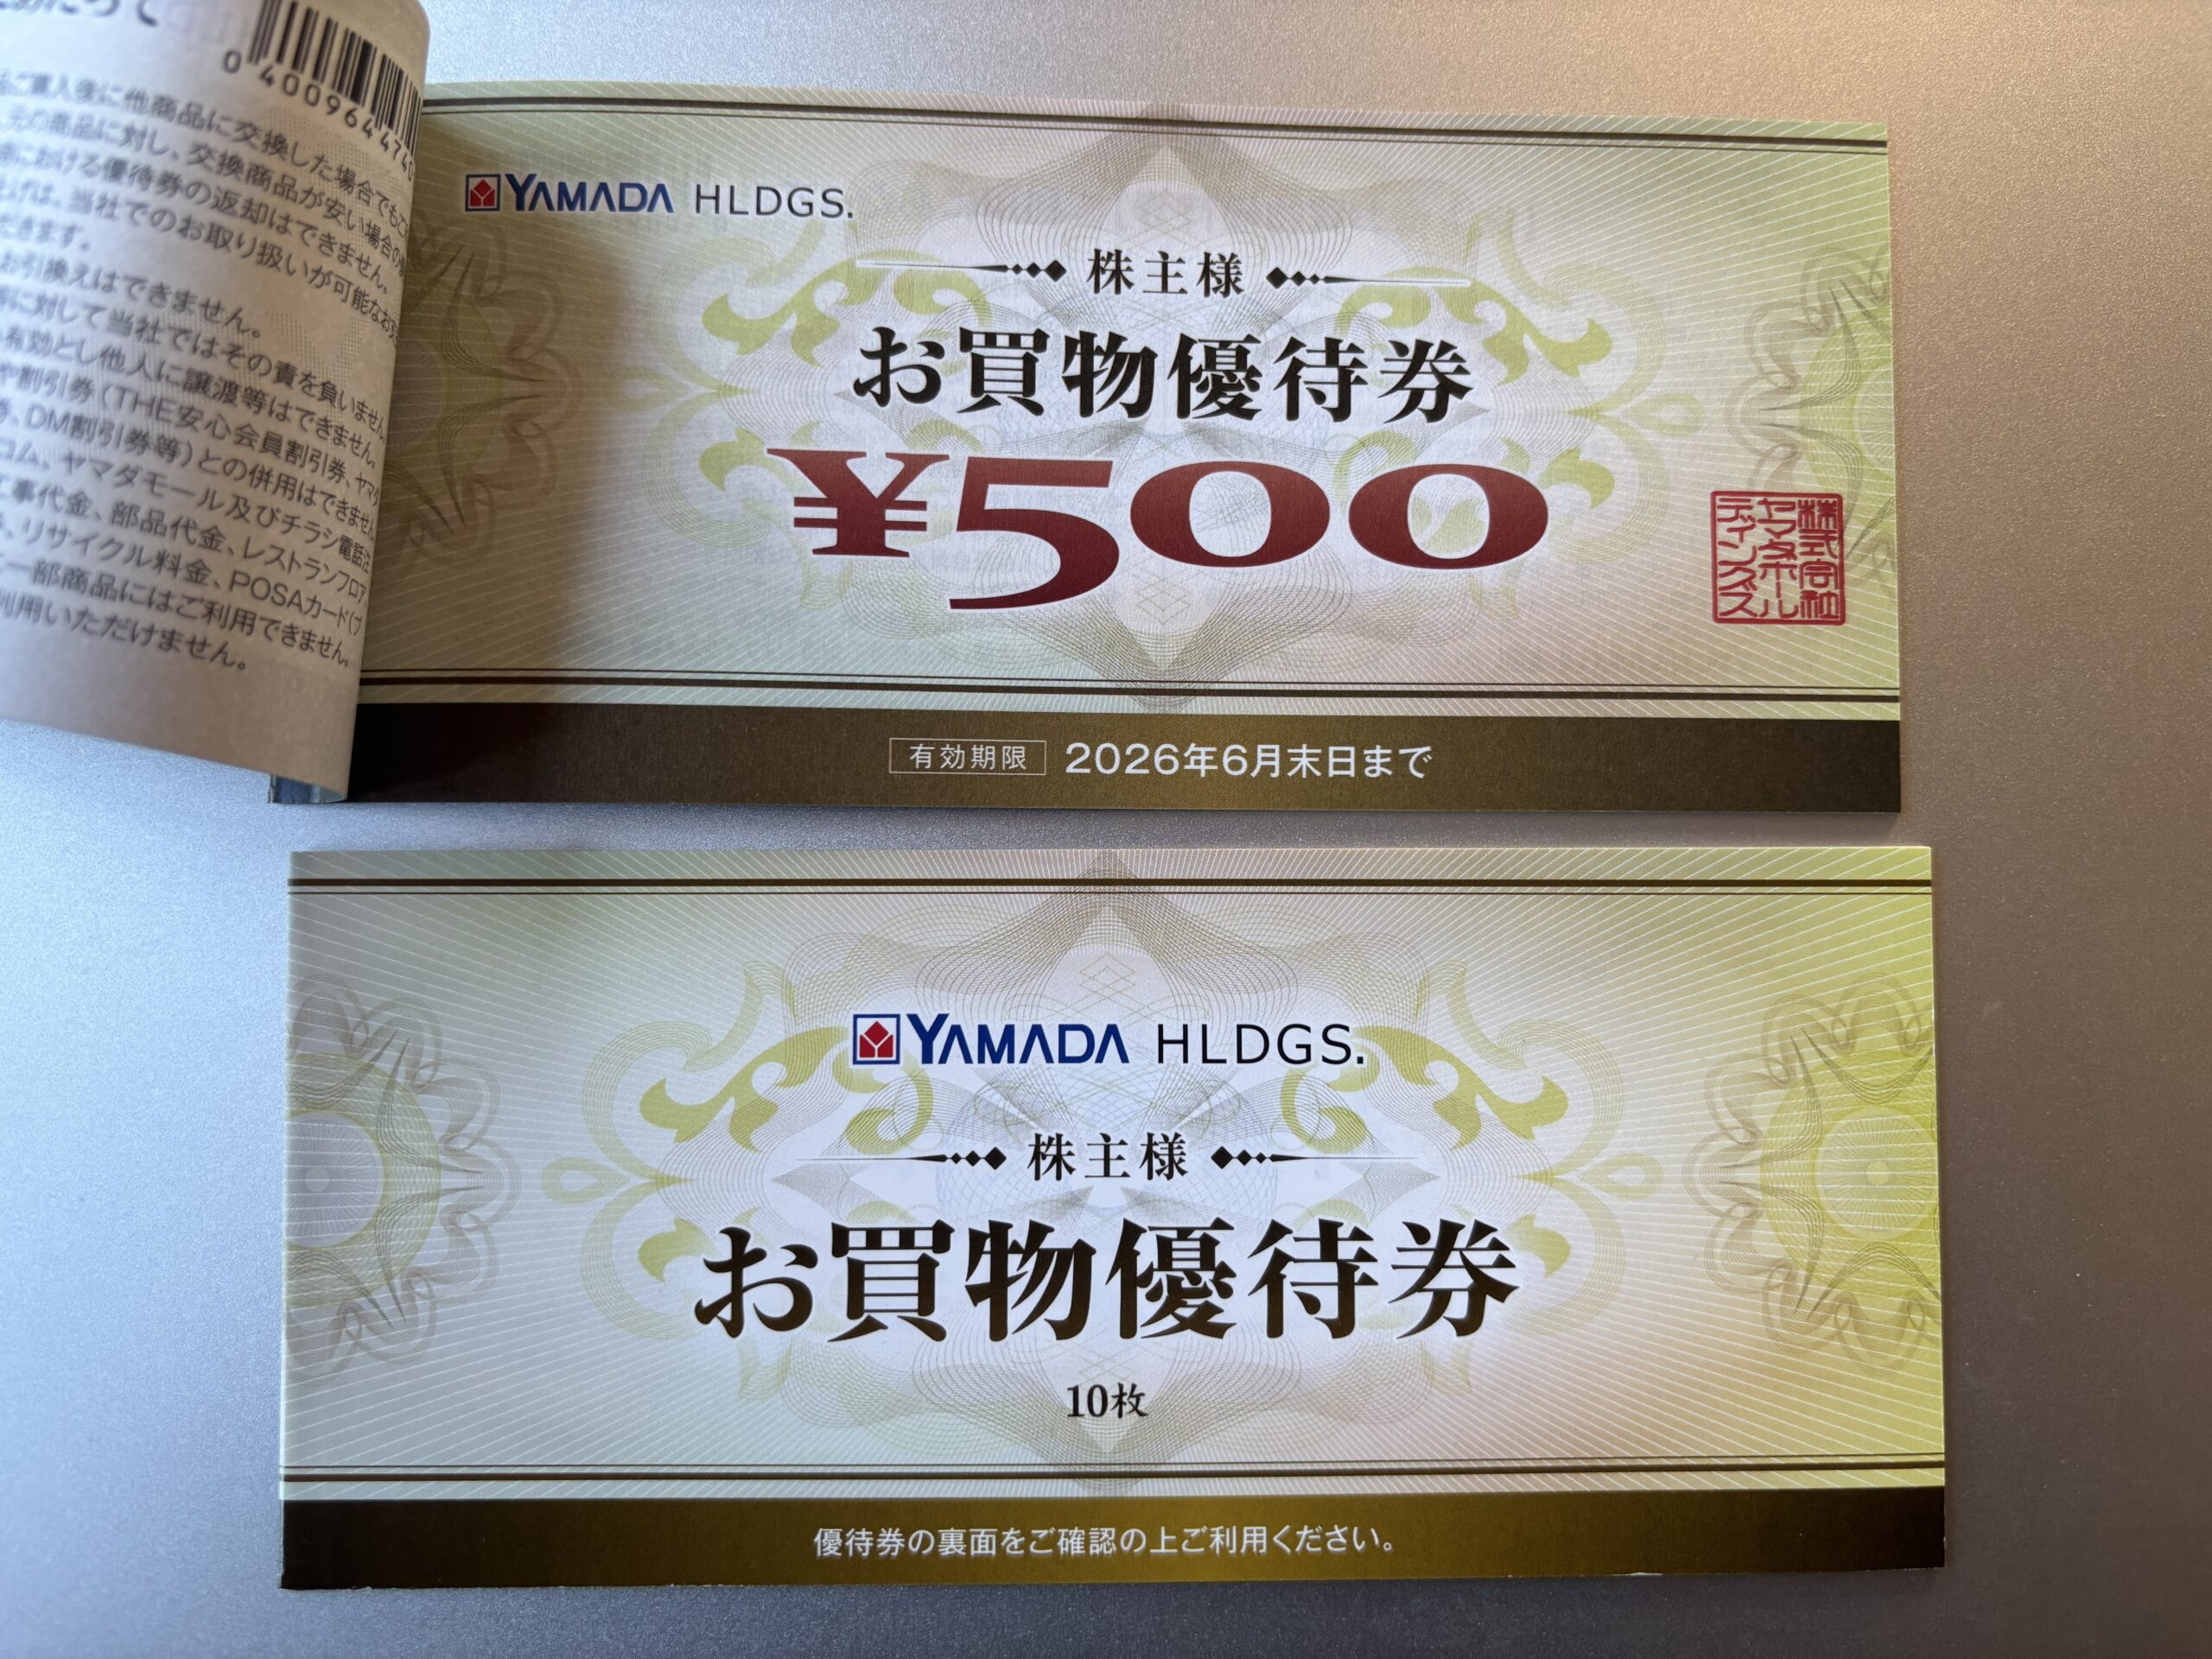 0 400964 4740
ご購入後に他商品に交換した場合でもご
元の商品に対し、交換商品が安い場合の
における優待券の返却はできません。
げは、当社でのお取り扱いが可能なお
だきます。
お引換えはできません。
に対して当社ではその責を負いません。
有効とし他人に譲渡等はできません。
や割引券(THE安心会員割引券、ヤマダ
券、DM割引券等)との併用はできません。
コム、ヤマダモール及びチラシ電話注
工事代金、部品代金、レストランフロア
、リサイクル料金、POSAカード(プ
一部商品にはご利用できません。
利用いただけません。
YAMADA HLDGS.
株主様
お買物優待券
¥500
株式会社
ヤマダホール
ディングス
有効期限 2026年6月末日まで
YAMADA HLDGS.
株主様
お買物優待券
10枚
優待券の裏面をご確認の上ご利用ください。